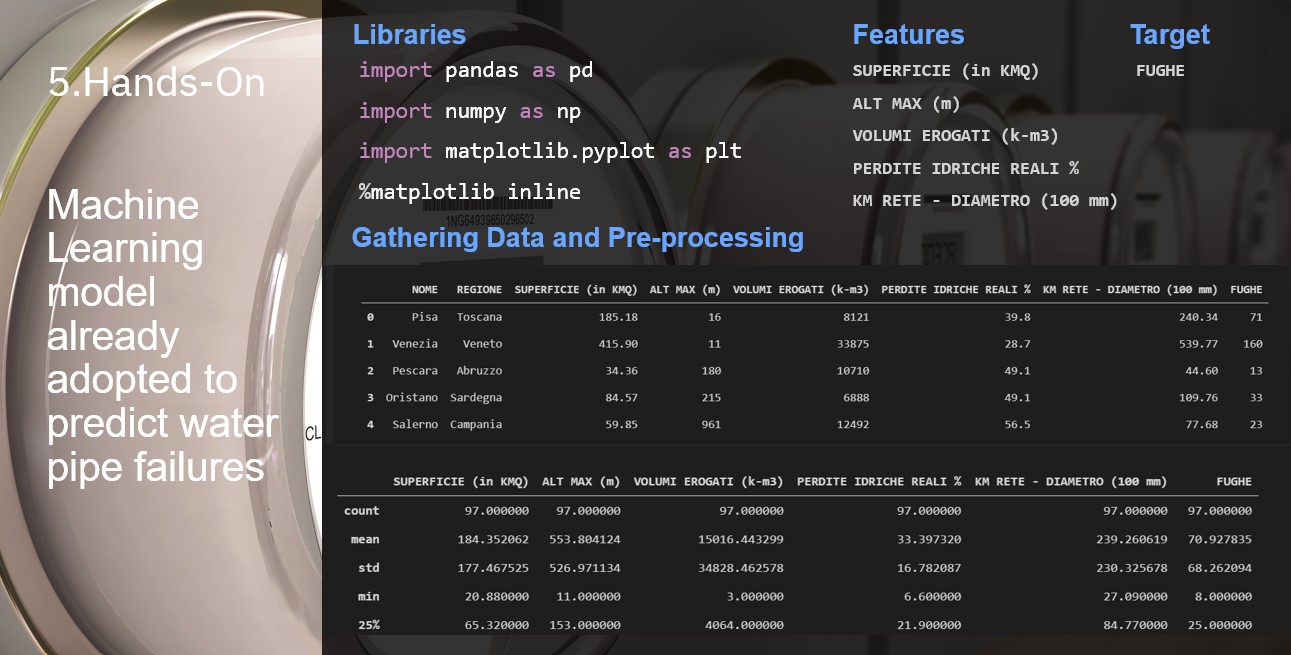 5.Hands-On
Machine
Learning
model
already
adopted to
predict water
pipe failures
CL
Libraries
import pandas as pd
import numpy as np
import matplotlib.pyplot as plt
%matplotlib inline
1NG64939650296502
Features
SUPERFICIE (in KMQ)
ALT MAX (m)
VOLUMI EROGATI (k-m3)
PERDITE IDRICHE REALI %
KM RETE - DIAMETRO (100 mm)
Target
FUGHE
Gathering Data and Pre-processing
NOME REGIONE SUPERFICIE (in KMQ) ALT MAX (m) VOLUMI EROGATI (k-m3) PERDITE IDRICHE REALI % KM RETE - DIAMETRO (100 mm) FUGHE
0 Pisa Toscana 185.18 16 8121 39.8 240.34 71
1 Venezia Veneto 415.90 11 33875 28.7 539.77 160
2 Pescara Abruzzo 34.36 180 10710 49.1 44.60 13
3 Oristano Sardegna 84.57 215 6888 49.1 109.76 33
4 Salerno Campania 59.85 961 12492 56.5 77.68 23
SUPERFICIE (in KMQ) ALT MAX (m) VOLUMI EROGATI (k-m3) PERDITE IDRICHE REALI % KM RETE - DIAMETRO (100 mm) FUGHE
count 97.000000 97.000000 97.000000 97.000000 97.000000 97.000000
mean 184.352062 553.804124 15016.443299 33.397320 239.260619 70.927835
std 177.467525 526.971134 34828.462578 16.782087 230.325678 68.262094
min 20.880000 11.000000 3.000000 6.600000 27.090000 8.000000
25% 65.320000 153.000000 4064.000000 21.900000 84.770000 25.000000